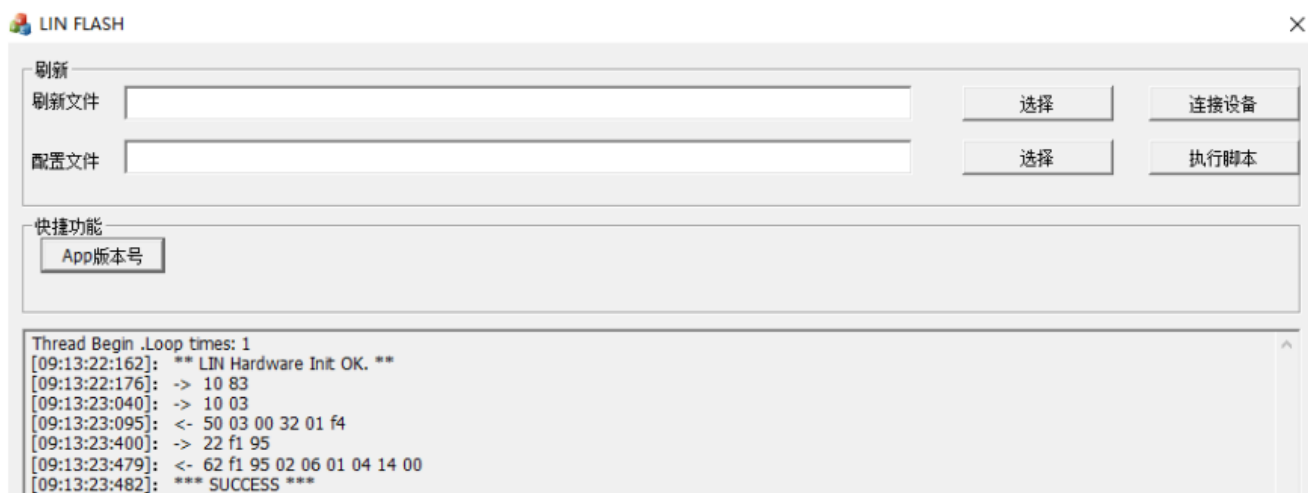 LIN FLASH
刷新
刷新文件 选择 连接设备
配置文件 选择 执行脚本
快捷功能
App版本号
Thread Begin .Loop times: 1
[09:13:22:162]: ** LIN Hardware Init OK. **
[09:13:22:176]: -> 10 83
[09:13:23:040]: -> 10 03
[09:13:23:095]: <- 50 03 00 32 01 f4
[09:13:23:400]: -> 22 f1 95
[09:13:23:479]: <- 62 f1 95 02 06 01 04 14 00
[09:13:23:482]: *** SUCCESS ***